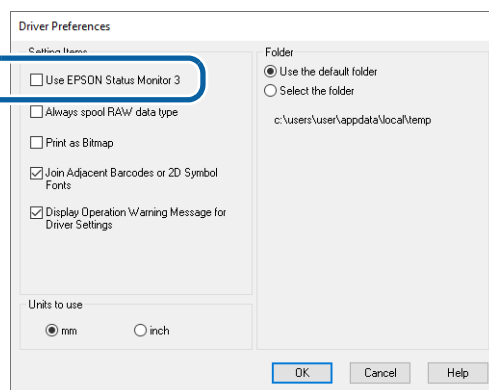 Driver Preferences
Setting Items
Use EPSON Status Monitor 3
Always spool RAW data type
Print as Bitmap
Join Adjacent Barcodes or 2D Symbol
Fonts
Display Operation Warning Message for
Driver Settings
Units to use
mm
inch
Folder
Use the default folder
Select the folder
c:\users\user\appdata\local\temp
OK
Cancel
Help